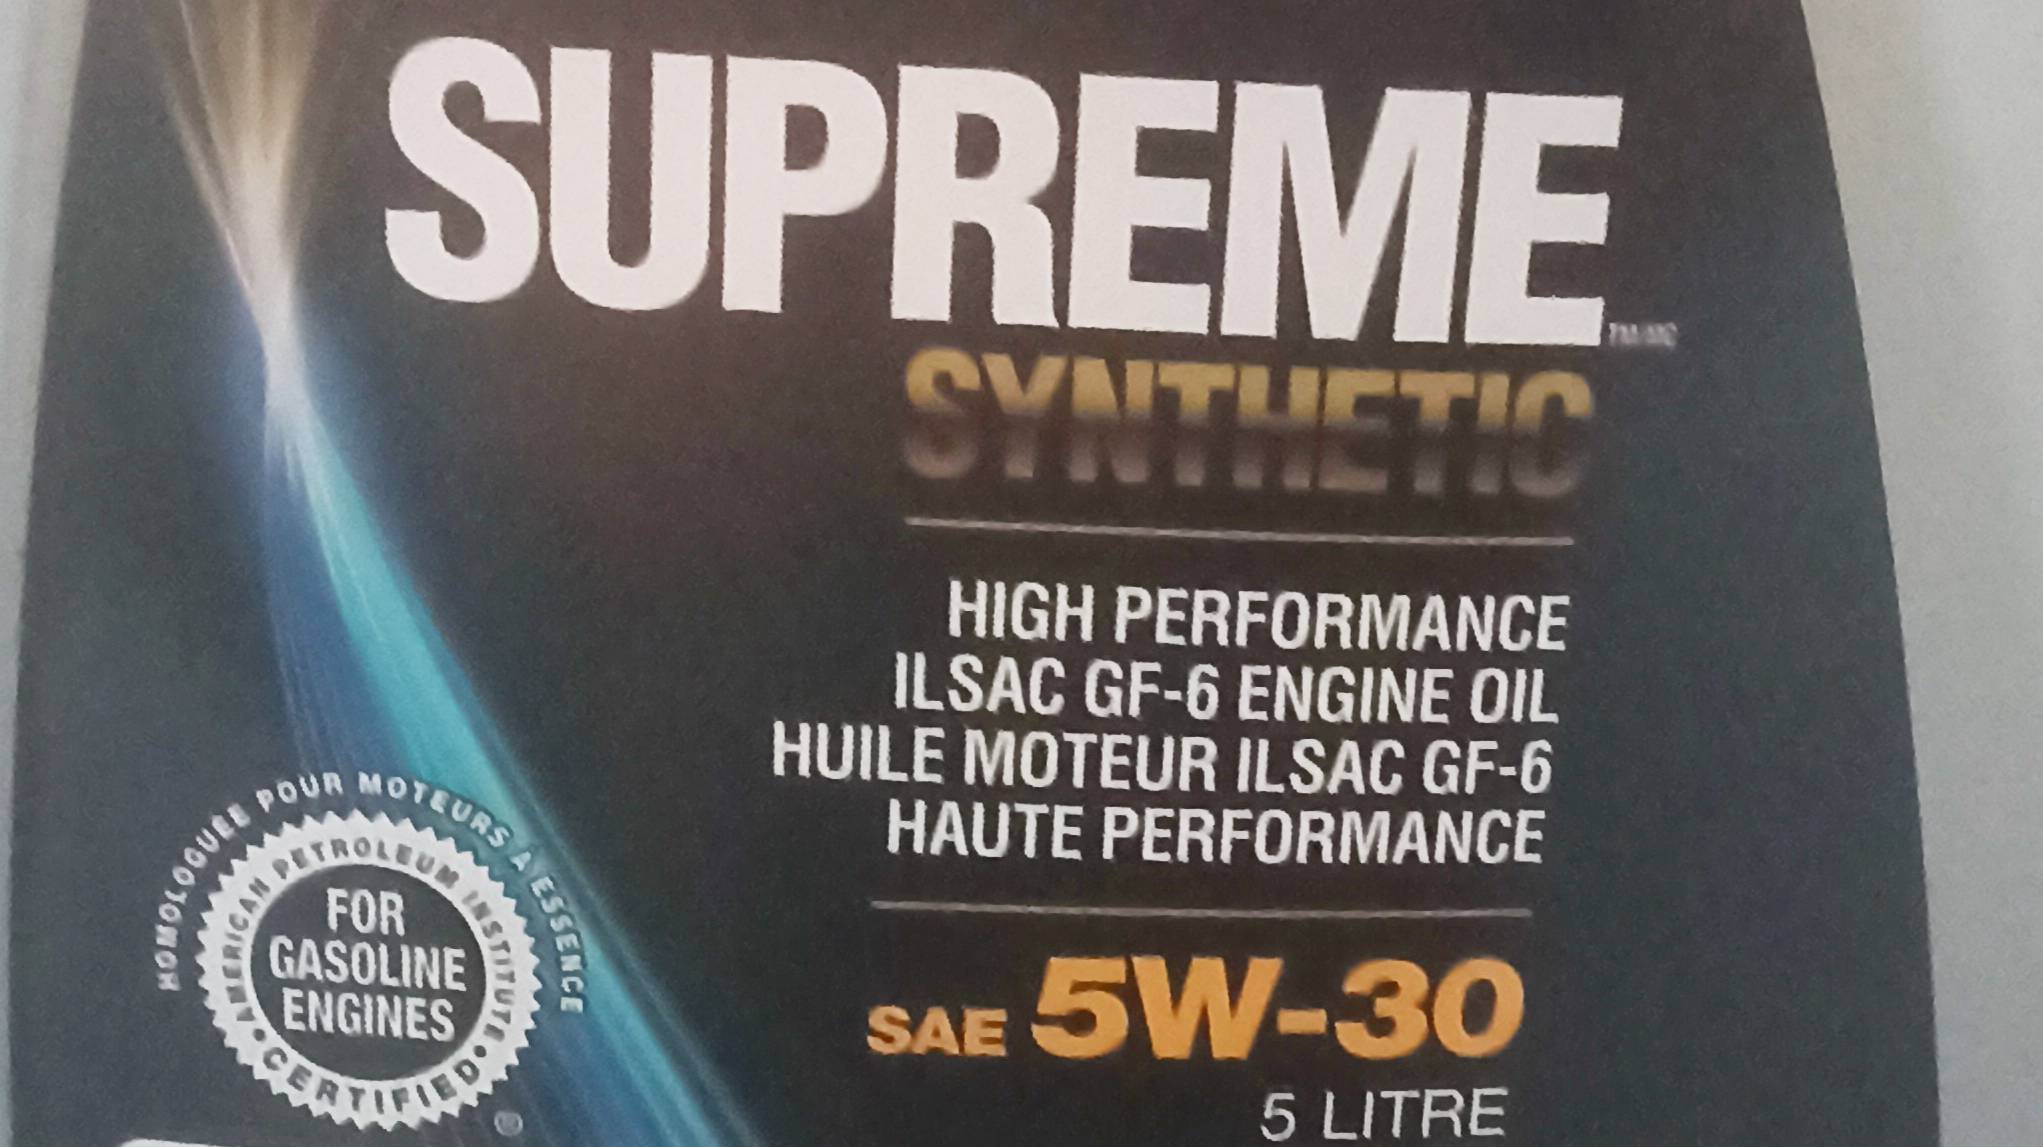 SUPREME
TM/MC
SYNTHETIC
HIGH PERFORMANCE
ILSAC GF-6 ENGINE OIL
HUILE MOTEUR ILSAC GF-6
HAUTE PERFORMANCE
HOMOLOGUÉE POUR MOTEURS À ESSENCE
AMERICAN PETROLEUM INSTITUTE
FOR
GASOLINE
ENGINES
CERTIFIED
®
SAE 5W-30
5 LITRE